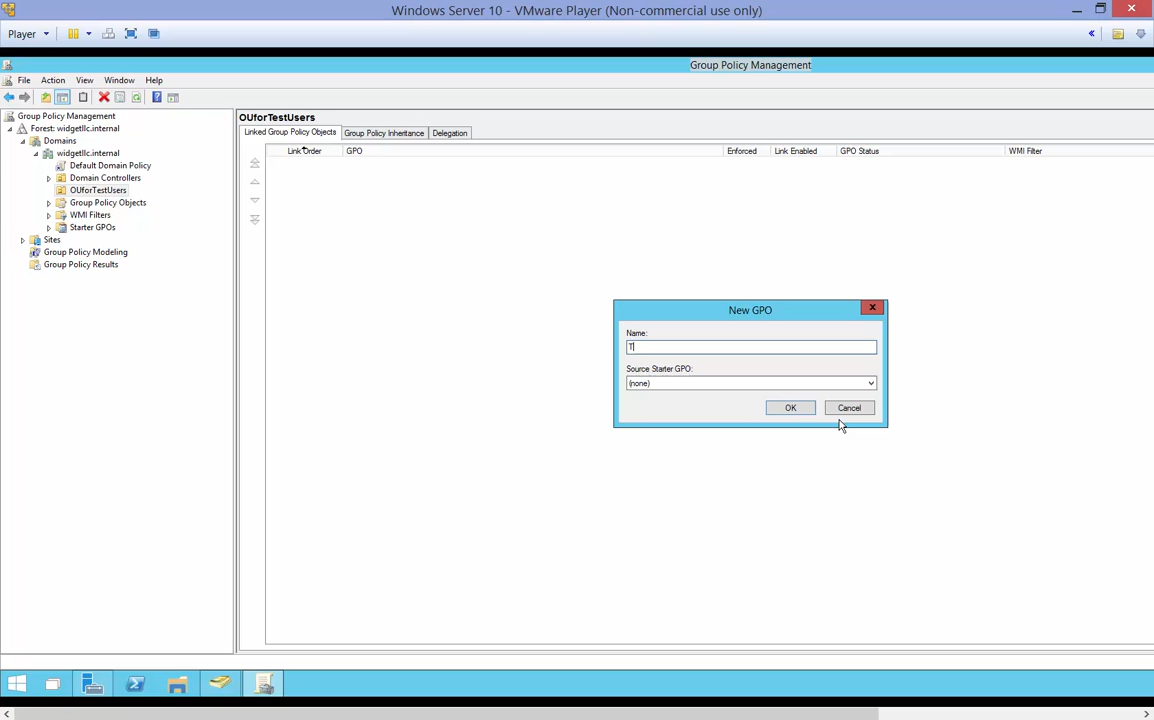 Windows Server 10 - VMware Player (Non-commercial use only)
Player
Group Policy Management
File Action View Window Help
Group Policy Management
Forest: widgetllc.internal
Domains
widgetllc.internal
Default Domain Policy
Domain Controllers
OUforTestUsers
Group Policy Objects
WMI Filters
Starter GPOs
Sites
Group Policy Modeling
Group Policy Results
OUforTestUsers
Linked Group Policy Objects Group Policy Inheritance Delegation
Link Order GPO Enforced Link Enabled GPO Status WMI Filter
New GPO
Name:
T
Source Starter GPO:
(none)
OK Cancel